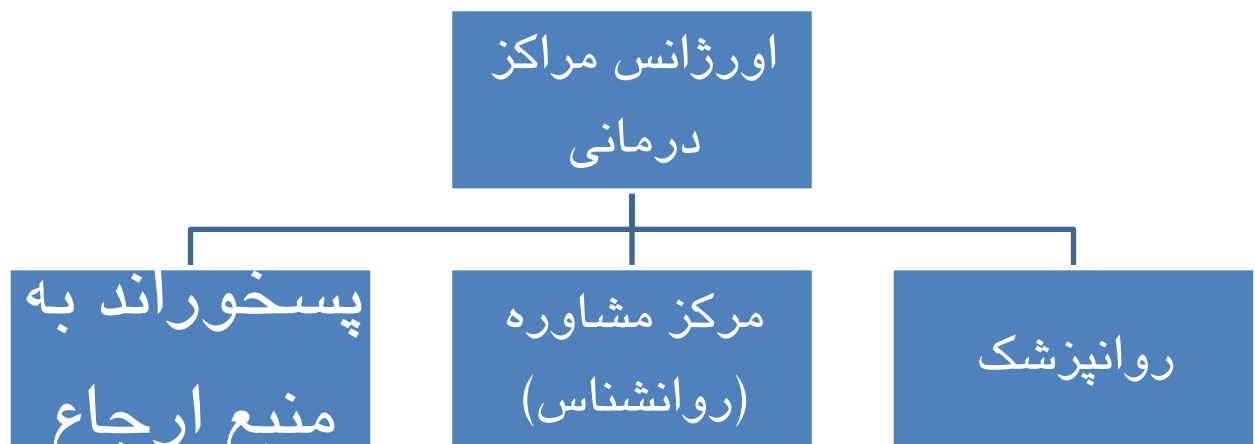 اورژانس مراکز
درمانی
روانپزشک
مرکز مشاوره
(روانشناس)
پسخوراند به
منبع ارجاع